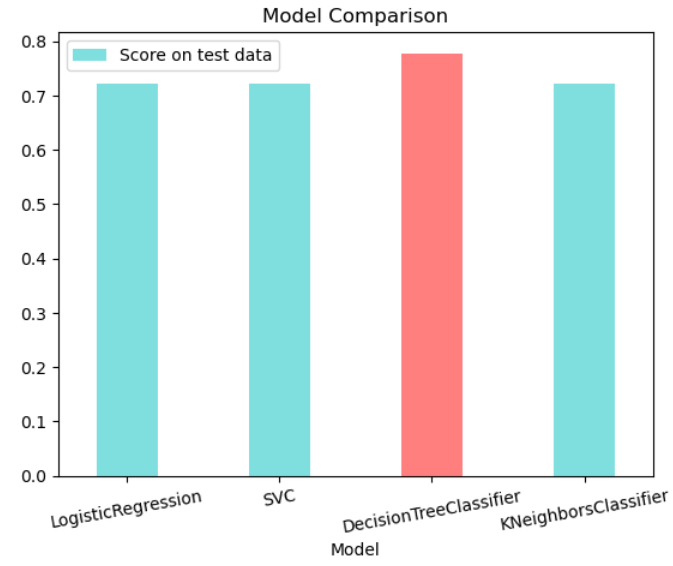 Model Comparison
Score on test data
0.8
0.7
0.6
0.5
0.4
0.3
0.2
0.1
0.0
LogisticRegression
SVC
DecisionTreeClassifier
KNeighborsClassifier
Model